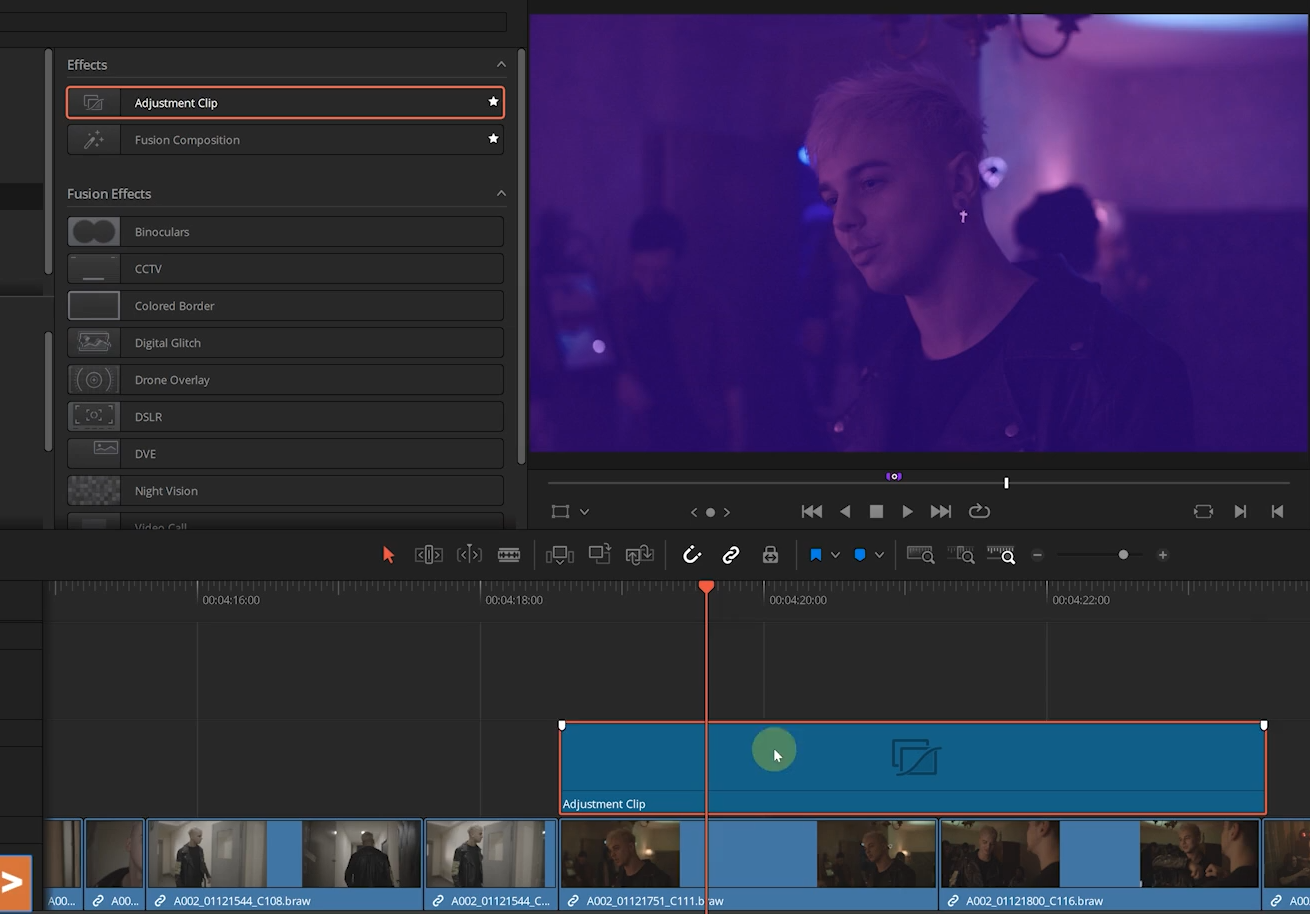 Effects
Adjustment Clip
Fusion Composition
Fusion Effects
Binoculars
CCTV
Colored Border
Digital Glitch
Drone Overlay
DSLR
DVE
Night Vision
Video Call
00:04:16:00
00:04:18:00
00:04:20:00
00:04:22:00
Adjustment Clip
A00...
A00...
A002_01121544_C108.braw
A002_01121544_C...
A002_01121751_C111.braw
A002_01121800_C116.braw
A00